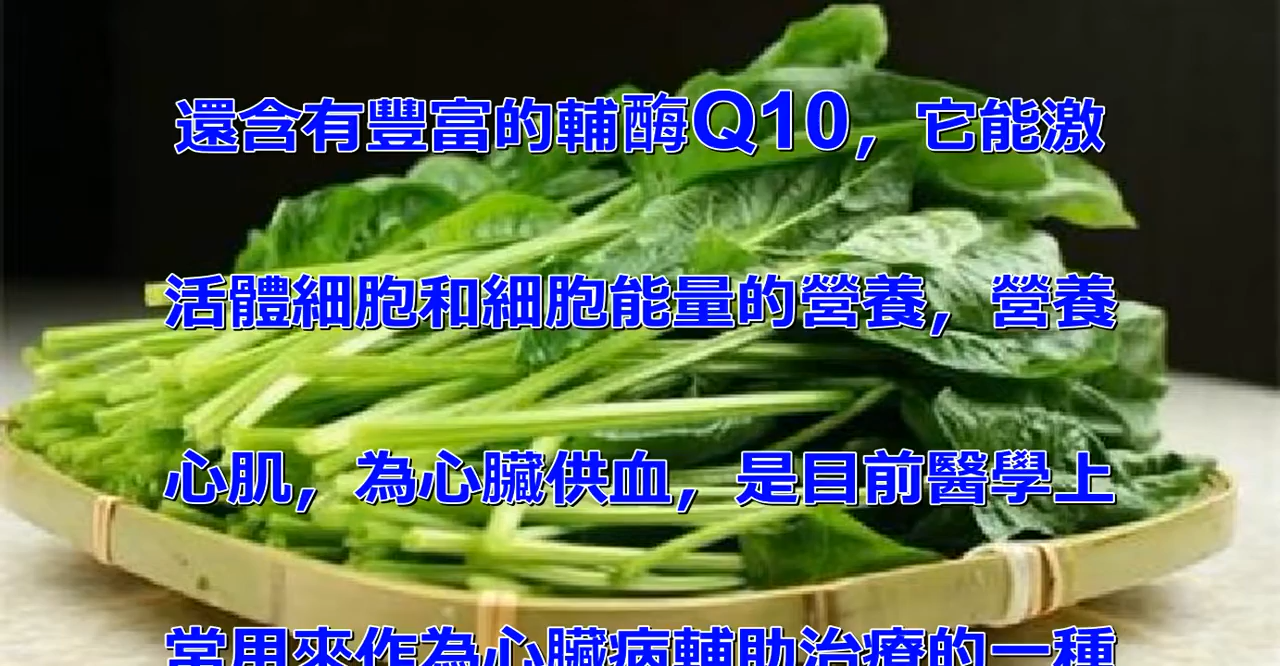 還含有豐富的輔酶Q10，它能激
活體細胞和細胞能量的營養，營養
心肌，為心臟供血，是目前醫學上
常用來作為心臟病輔助治療的一種